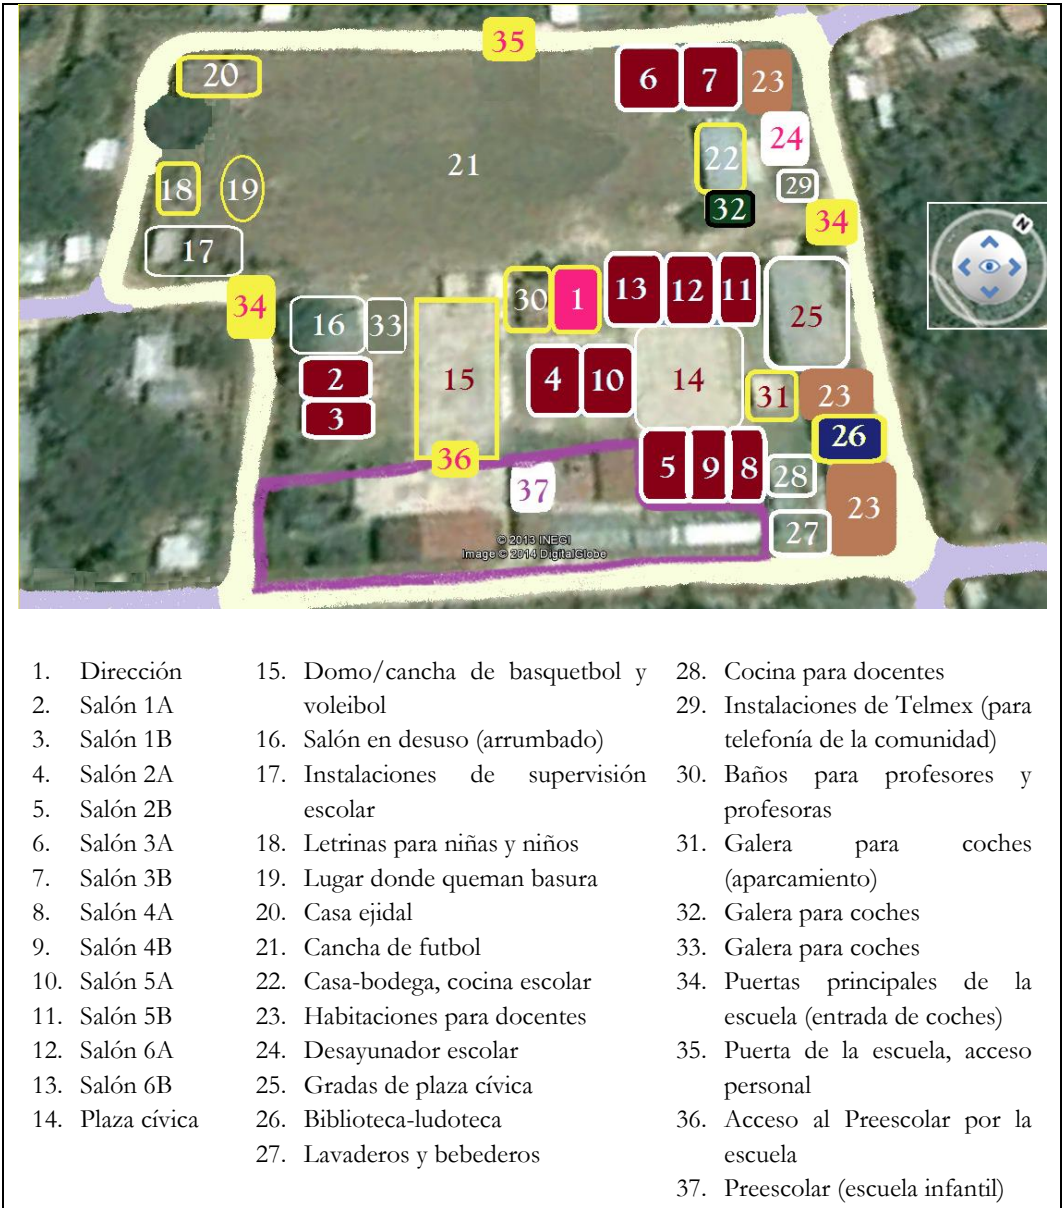 35
20
6 7 23
24
22
21
18 19
29
32
34
17
34
30 1 13 12 11
16 33
25
2
15
4 10
14
31 23
3
26
36
5 9 8
28
37
23
27
© 2013 INEGI
Image © 2014 DigitalGlobe
N
1. Dirección
2. Salón 1A
3. Salón 1B
4. Salón 2A
5. Salón 2B
6. Salón 3A
7. Salón 3B
8. Salón 4A
9. Salón 4B
10. Salón 5A
11. Salón 5B
12. Salón 6A
13. Salón 6B
14. Plaza cívica
15. Domo/cancha de basquetbol y
voleibol
16. Salón en desuso (arrumbado)
17. Instalaciones de supervisión
escolar
18. Letrinas para niñas y niños
19. Lugar donde queman basura
20. Casa ejidal
21. Cancha de futbol
22. Casa-bodega, cocina escolar
23. Habitaciones para docentes
24. Desayunador escolar
25. Gradas de plaza cívica
26. Biblioteca-ludoteca
27. Lavaderos y bebederos
28. Cocina para docentes
29. Instalaciones de Telmex (para
telefonía de la comunidad)
30. Baños para profesores y
profesoras
31. Galera para coches
(aparcamiento)
32. Galera para coches
33. Galera para coches
34. Puertas principales de la
escuela (entrada de coches)
35. Puerta de la escuela, acceso
personal
36. Acceso al Preescolar por la
escuela
37. Preescolar (escuela infantil)